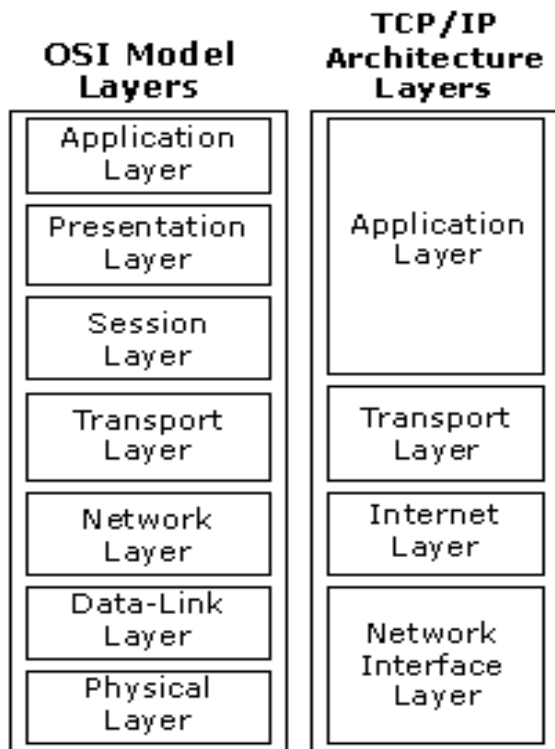 OSI Model
Layers
Application
Layer
Presentation
Layer
Session
Layer
Transport
Layer
Network
Layer
Data-Link
Layer
Physical
Layer
TCP/IP
Architecture
Layers
Application
Layer
Transport
Layer
Internet
Layer
Network
Interface
Layer